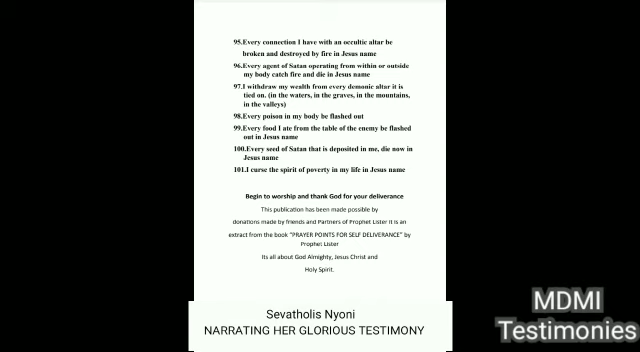 95.Every connection I have with an occultic altar be
broken and destroyed by fire in Jesus name
96.Every agent of Satan operating from within or outside
my body catch fire and die in Jesus name
97.I withdraw my wealth from every demonic altar it is
tied on. (in the waters, in the graves, in the mountains,
in the valleys)
98.Every poison in my body be flashed out
99.Every food I ate from the table of the enemy be flashed
out in Jesus name
100.Every seed of Satan that is deposited in me, die now in
Jesus name
101.I curse the spirit of poverty in my life in Jesus name
Begin to worship and thank God for your deliverance
This publication has been made possible by
donations made by friends and Partners of Prophet Lister It is an
extract from the book "PRAYER POINTS FOR SELF DELIVERANCE" by
Prophet Lister
Its all about God Almighty, Jesus Christ and
Holy Spirit.
Sevatholis Nyoni
NARRATING HER GLORIOUS TESTIMONY
MDMI
Testimonies